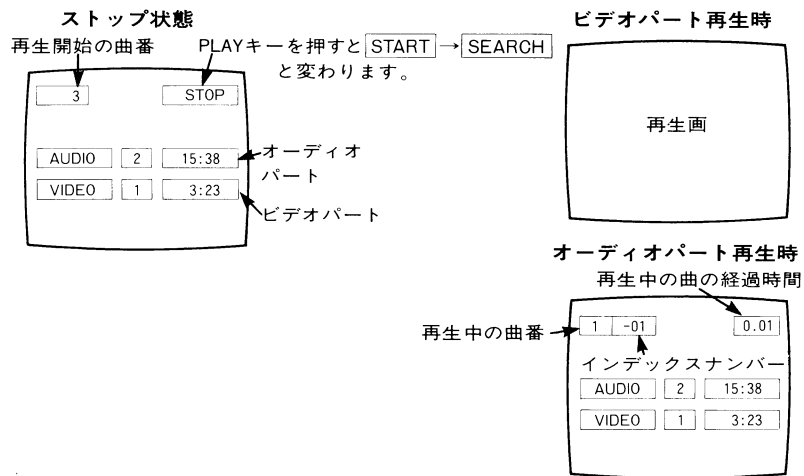 ストップ状態
再生開始の曲番
PLAYキーを押すと START → SEARCH
と変わります。
3 STOP
AUDIO 2 15:38
オーディオ
パート
VIDEO 1 3:23
ビデオパート
ビデオパート再生時
再生画
オーディオパート再生時
再生中の曲の経過時間
再生中の曲番
1 -01 0.01
インデックスナンバー
AUDIO 2 15:38
VIDEO 1 3:23